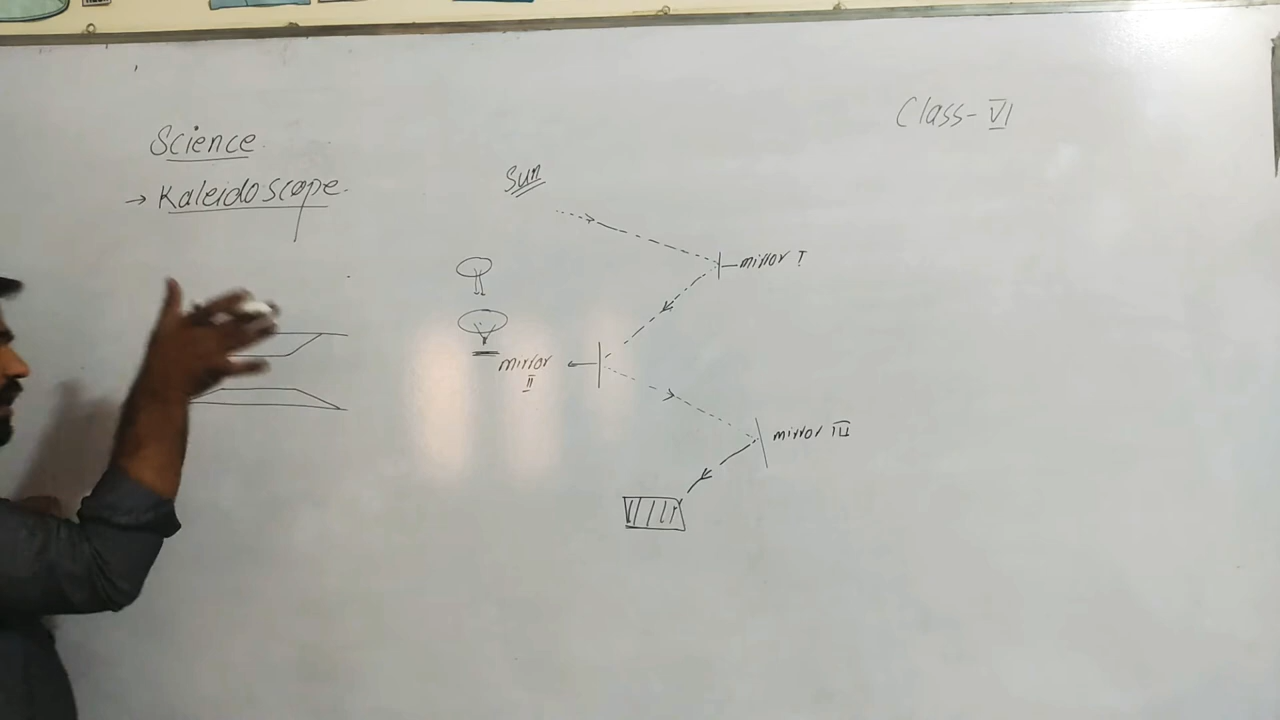 Class-VI
Science
→ Kaleidoscope.
Sun
mirror I
mirror
II
mirror III